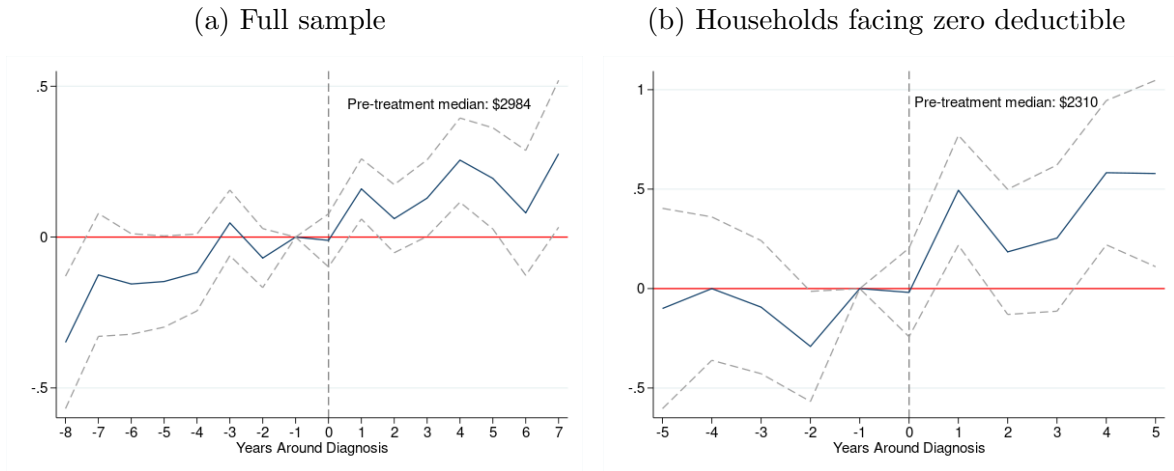 (a) Full sample
(b) Households facing zero deductible
Pre-treatment median: $2984
.5
0
-.5
-8 -7 -6 -5 -4 -3 -2 -1 0 1 2 3 4 5 6 7
Years Around Diagnosis
Pre-treatment median: $2310
1
.5
0
-.5
-5 -4 -3 -2 -1 0 1 2 3 4 5
Years Around Diagnosis